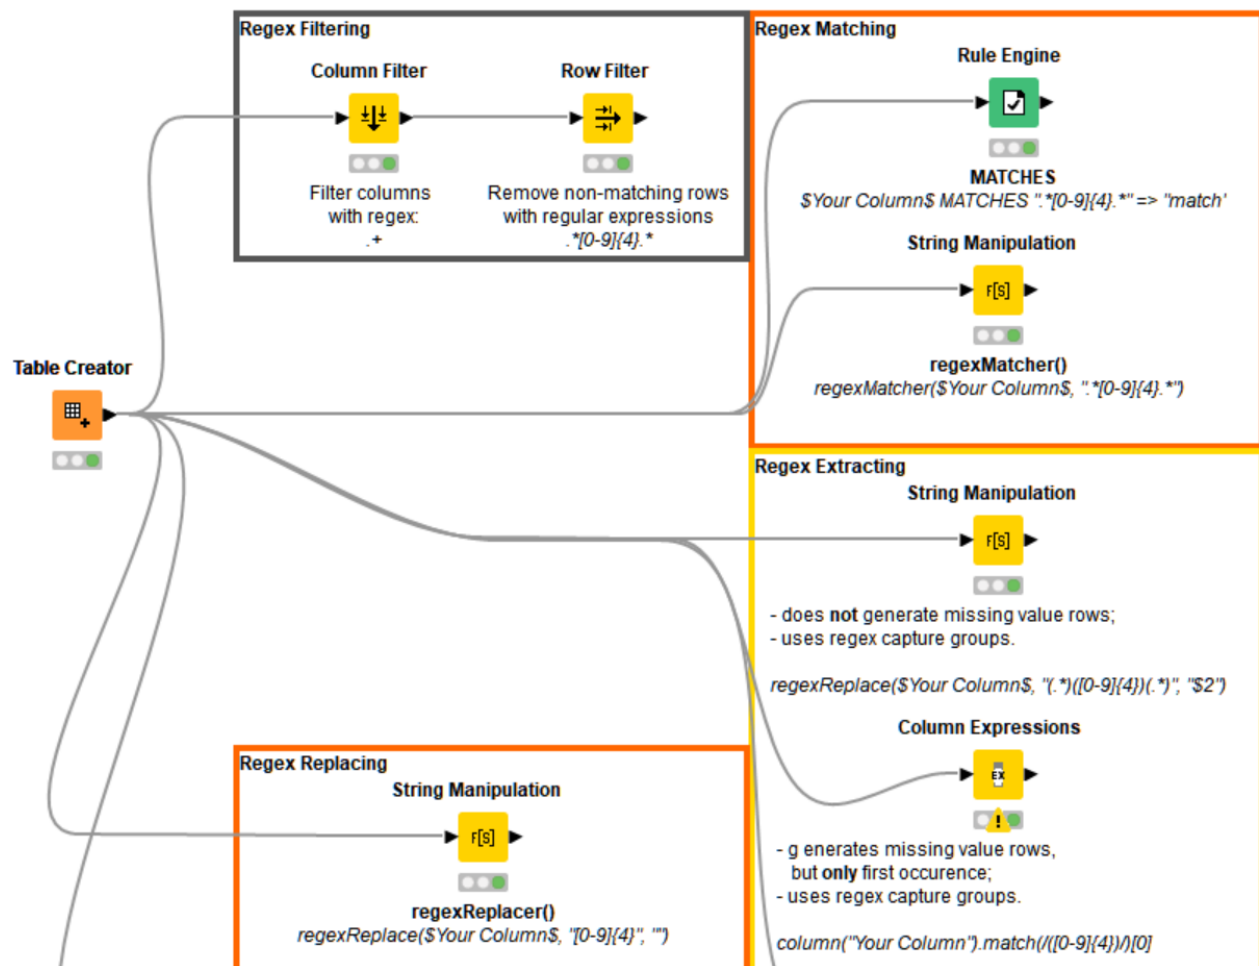 Regex Filtering
Column Filter
Row Filter
Filter columns
with regex:
.+
Remove non-matching rows
with regular expressions
.*[0-9]{4}.*
Regex Matching
Rule Engine
MATCHES
$Your Column$ MATCHES ".*[0-9]{4}.*" => "match'
String Manipulation
F[S]
regexMatcher()
regexMatcher($Your Column$, ".*[0-9]{4}.*")
Table Creator
Regex Extracting
String Manipulation
F[S]
- does not generate missing value rows;
- uses regex capture groups.
regexReplace($Your Column$, "(.*)([0-9]{4})(.*)", "$2")
Column Expressions
EX
!
- g enerates missing value rows,
but only first occurence;
- uses regex capture groups.
column("Your Column").match(/([0-9]{4})/)[0]
Regex Replacing
String Manipulation
F[S]
regexReplacer()
regexReplace($Your Column$, "[0-9]{4}", "")